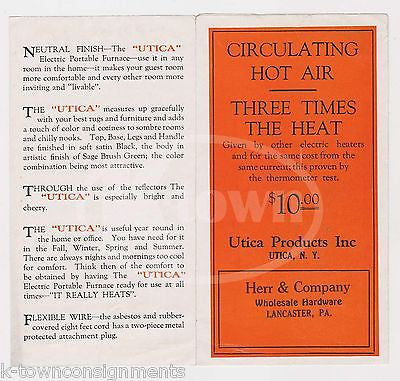 NEUTRAL FINISH—The "UTICA"
Electric Portable Furnace—use it in any
room in the home—it makes your guest room
more comfortable and every other room more
inviting and "livable".
THE "UTICA" measures up gracefully
with your best rugs and furniture and adds
a touch of color and coziness to sombre rooms
and chilly nooks. Top, Base, Legs and Handle
are finished in soft satin Black, the body in
artistic finish of Sage Brush Green; the color
combination being most attractive.
THROUGH the use of the reflectors The
"UTICA" is especially bright and
cheery.
THE "UTICA" is useful year round in
the home or office. You have need for it
in the Fall, Winter, Spring and Summer.
There are always nights and mornings too cool
for comfort. Think then of the comfort to
be obtained by having The "UTICA"
Electric Portable Furnace ready for use at all
times—"IT REALLY HEATS".
FLEXIBLE WIRE—the asbestos and rubber-
covered eight feet cord has a two-piece metal
protected attachment plug.
CIRCULATING
HOT AIR
THREE TIMES
THE HEAT
Given by other electric heaters
and for the same cost from the
same current; this proven by
the thermometer test.
$10.00
Utica Products Inc
UTICA, N. Y.
Herr & Company
Wholesale Hardware
LANCASTER, PA.
k-townconsignments